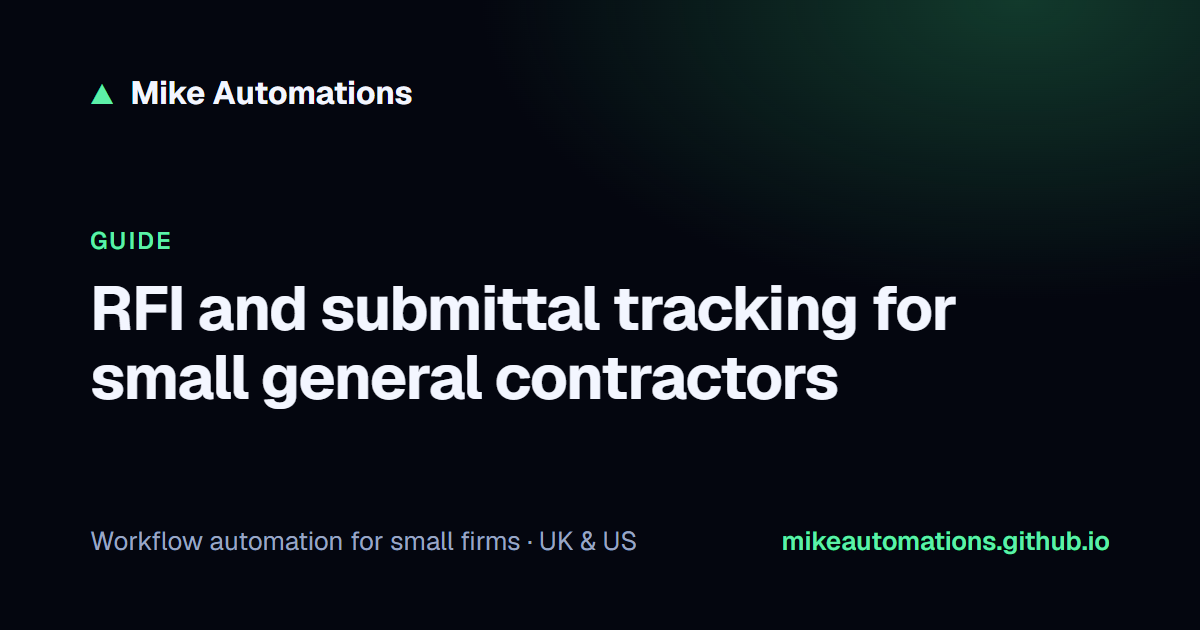 Mike Automations
GUIDE
RFI and submittal tracking for
small general contractors
Workflow automation for small firms · UK & US
mikeautomations.github.io